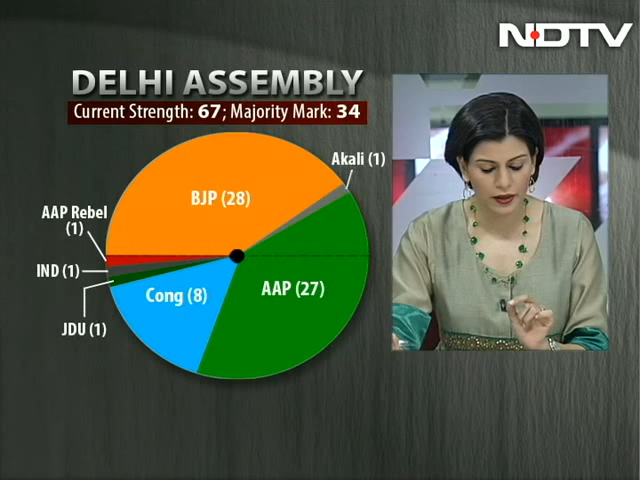 NDTV
DELHI ASSEMBLY
Current Strength: 67; Majority Mark: 34
Akali (1)
BJP (28)
AAP Rebel
(1)
IND (1)
AAP (27)
Cong (8)
JDU (1)